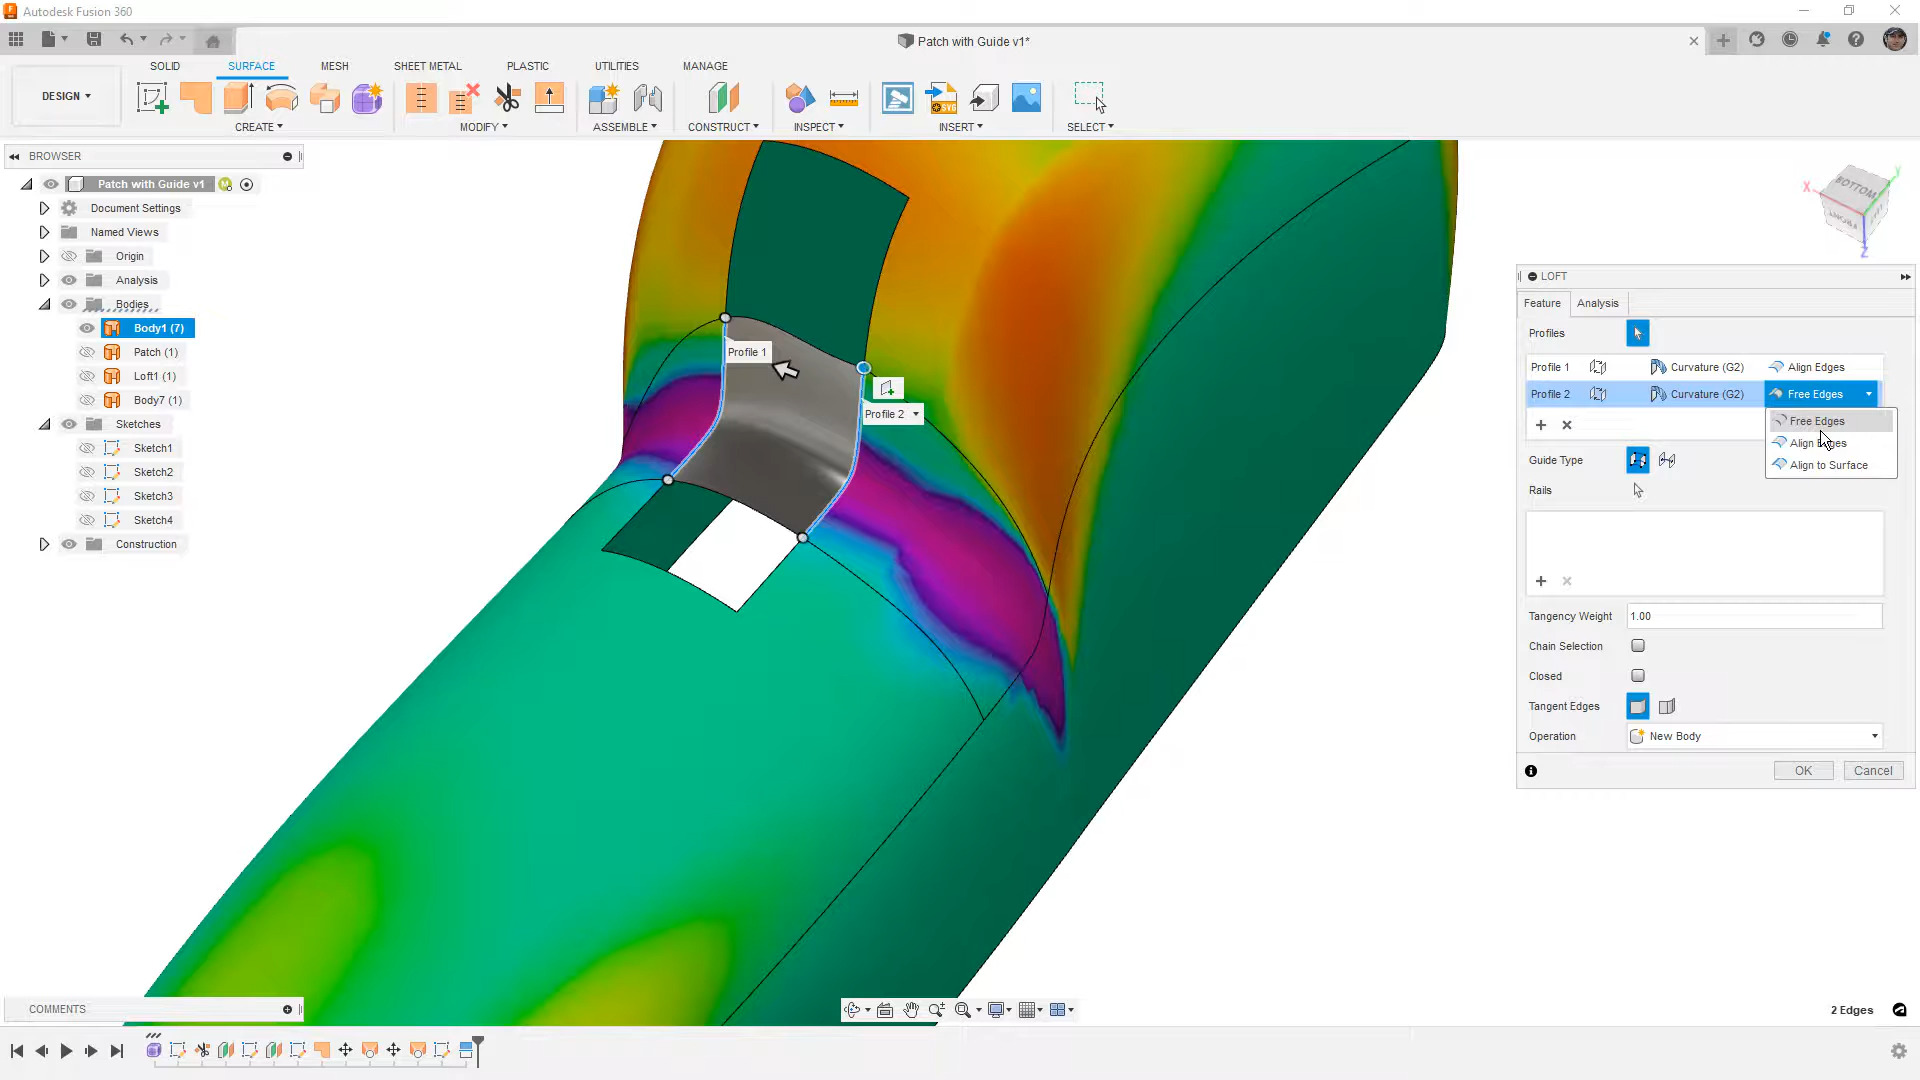 Autodesk Fusion 360
Patch with Guide v1*
DESIGN
SOLID
SURFACE
MESH
SHEET METAL
PLASTIC
UTILITIES
MANAGE
CREATE
MODIFY
ASSEMBLE
CONSTRUCT
INSPECT
INSERT
SELECT
BROWSER
Patch with Guide v1
Document Settings
Named Views
Origin
Analysis
Bodies
Body1 (7)
Patch (1)
Loft1 (1)
Body7 (1)
Sketches
Sketch1
Sketch2
Sketch3
Sketch4
Construction
Profile 1
Profile 2
BOTTOM
FRONT
X
Y
Z
LOFT
Feature
Analysis
Profiles
Profile 1 Curvature (G2) Align Edges
Profile 2 Curvature (G2) Free Edges
Free Edges
Align Edges
Align to Surface
Guide Type
Rails
Tangency Weight 1.00
Chain Selection
Closed
Tangent Edges
Operation New Body
OK Cancel
COMMENTS
2 Edges